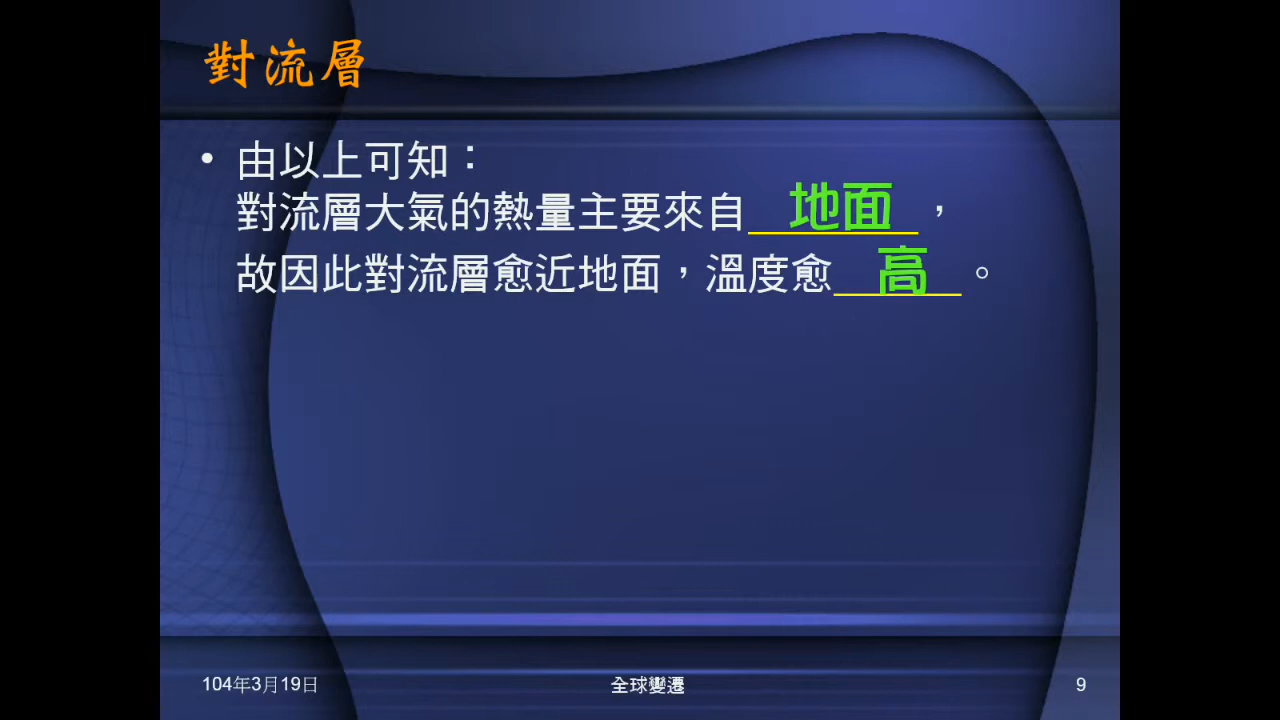 對流層
• 由以上可知：
對流層大氣的熱量主要來自 地面 ，
故因此對流層愈近地面，溫度愈 高 。
104年3月19日
全球變遷
9